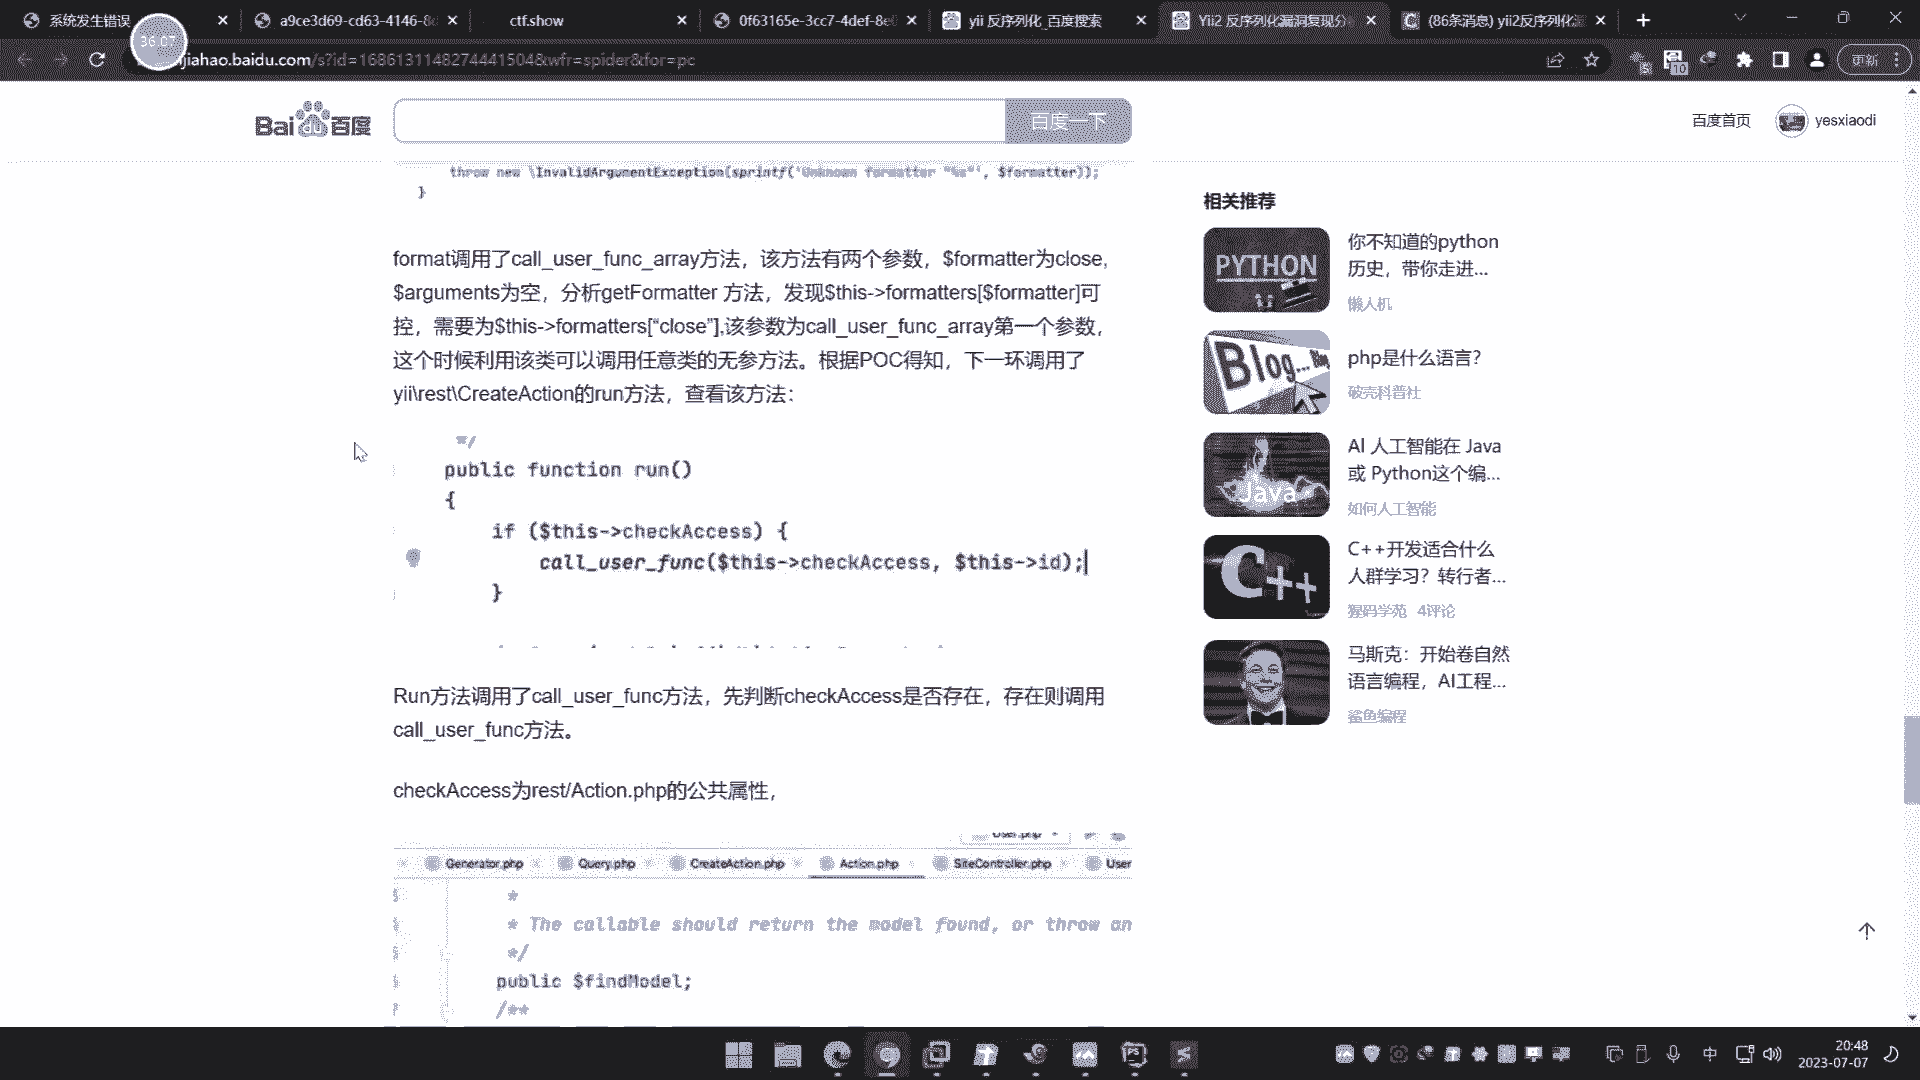 系统发生错误
a9ce3d69-cd63-4146-8
ctf.show
0f63165e-3cc7-4def-8e
yii 反序列化_百度搜索
Yii2 反序列化漏洞复现分
(86条消息) yii2反序列化漏
36:07
jiahao.baidu.com/s?id=1686131148274441504&wfr=spider&for=pc
10
更新
Bai du 百度
百度一下
百度首页
yesxiaodi
throw new \InvalidArgumentException(sprintf('Unknown formatter "%s"', $formatter));
}
format调用了call_user_func_array方法，该方法有两个参数，$formatter为close,
$arguments为空，分析getFormatter 方法，发现$this->formatters[$formatter]可
控，需要为$this->formatters[“close”],该参数为call_user_func_array第一个参数，
这个时候利用该类可以调用任意类的无参方法。根据POC得知，下一环调用了
yii\rest\CreateAction的run方法，查看该方法：
*/
public function run()
{
if ($this->checkAccess) {
call_user_func($this->checkAccess, $this->id);
}
Run方法调用了call_user_func方法，先判断checkAccess是否存在，存在则调用
call_user_func方法。
checkAccess为rest/Action.php的公共属性，
Generator.php
Query.php
CreateAction.php
Action.php
SiteController.php
User
*
* The callable should return the model found, or throw an
*/
public $findModel;
/**
相关推荐
PYTHON
你不知道的python
历史，带你走进...
懒人机
Blog...
php是什么语言？
破壳科普社
Java
AI 人工智能在 Java
或 Python这个编...
如何人工智能
C++
C++开发适合什么
人群学习？转行者...
猩码学苑 4评论
马斯克：开始卷自然
语言编程，AI工程...
鲨鱼编程
中
20:48
2023-07-07